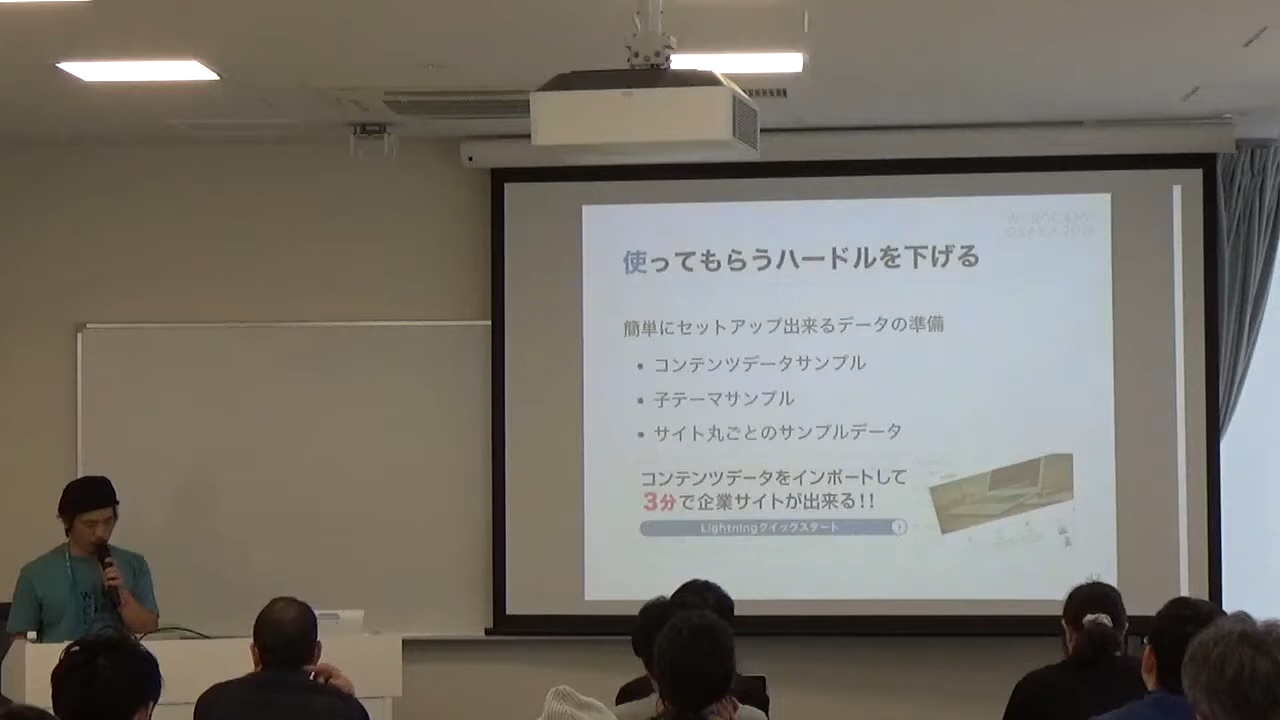 使ってもらうハードルを下げる
簡単にセットアップ出来るデータの準備
• コンテンツデータサンプル
• 子テーマサンプル
• サイト丸ごとのサンプルデータ
コンテンツデータをインポートして
3分で企業サイトが出来る!!
Lightningクイックスタート